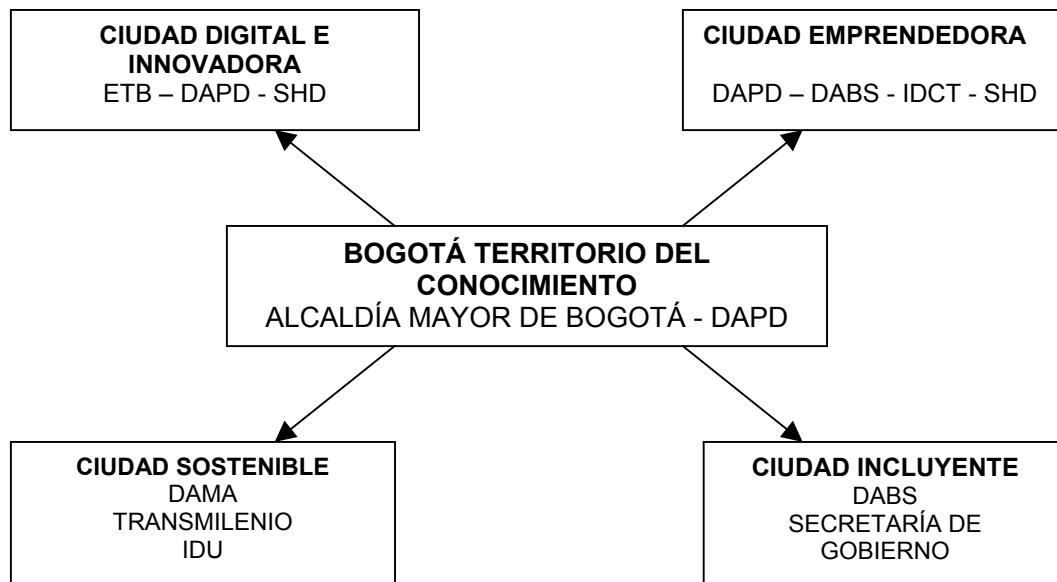 CIUDAD DIGITAL E
INNOVADORA
ETB – DAPD - SHD
CIUDAD EMPRENDEDORA
DAPD – DABS - IDCT - SHD
BOGOTÁ TERRITORIO DEL
CONOCIMIENTO
ALCALDÍA MAYOR DE BOGOTÁ - DAPD
CIUDAD SOSTENIBLE
DAMA
TRANSMILENIO
IDU
CIUDAD INCLUYENTE
DABS
SECRETARÍA DE
GOBIERNO